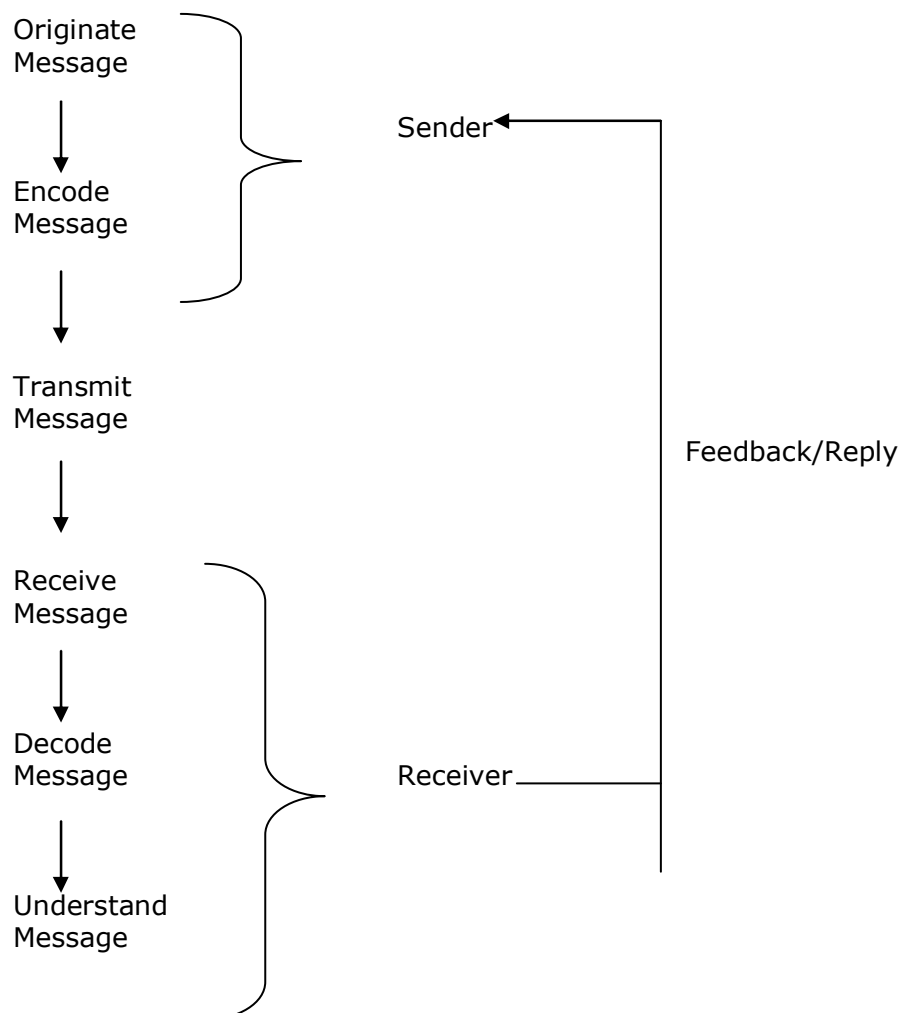 Originate
Message
Sender
Encode
Message
Transmit
Message
Feedback/Reply
Receive
Message
Decode
Message
Receiver
Understand
Message